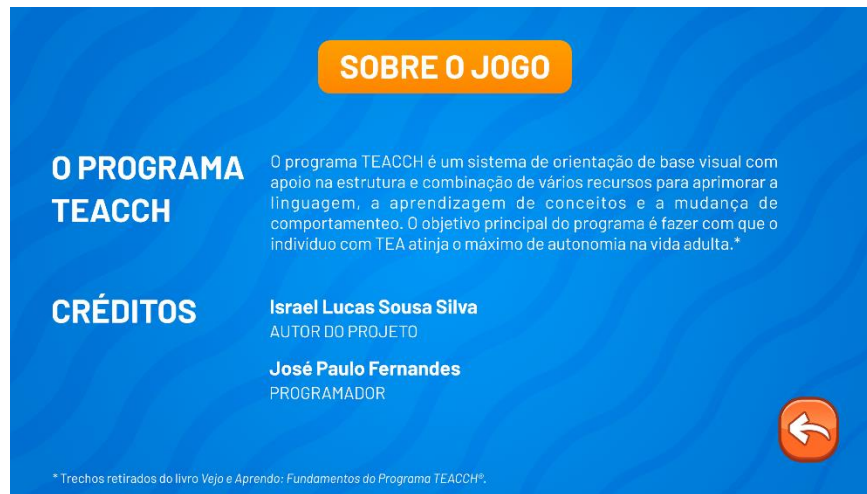 SOBRE O JOGO
O PROGRAMA
TEACCH
O programa TEACCH é um sistema de orientação de base visual com
apoio na estrutura e combinação de vários recursos para aprimorar a
linguagem, a aprendizagem de conceitos e a mudança de
comportamenteo. O objetivo principal do programa é fazer com que o
indivíduo com TEA atinja o máximo de autonomia na vida adulta.*
CRÉDITOS
Israel Lucas Sousa Silva
AUTOR DO PROJETO
José Paulo Fernandes
PROGRAMADOR
* Trechos retirados do livro Vejo e Aprendo: Fundamentos do Programa TEACCH®.